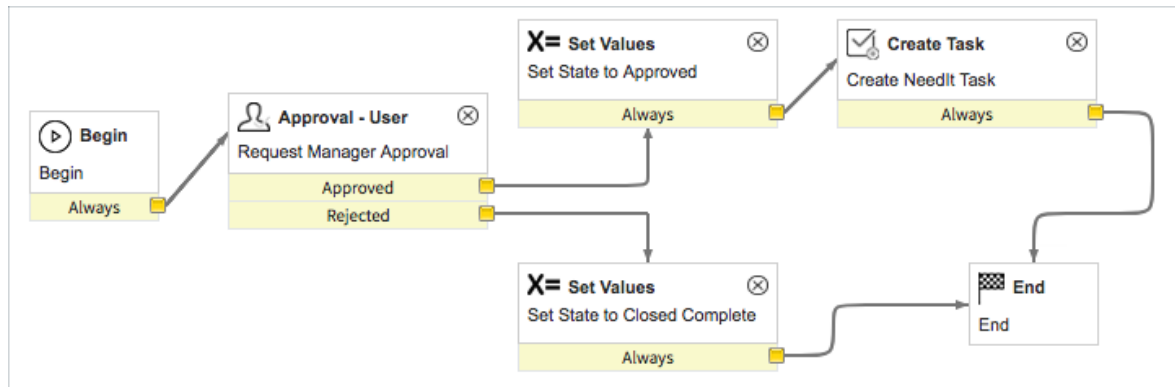 Begin
Begin
Always
Approval - User
Request Manager Approval
Approved
Rejected
X= Set Values
Set State to Approved
Always
Create Task
Create NeedIt Task
Always
X= Set Values
Set State to Closed Complete
Always
End
End